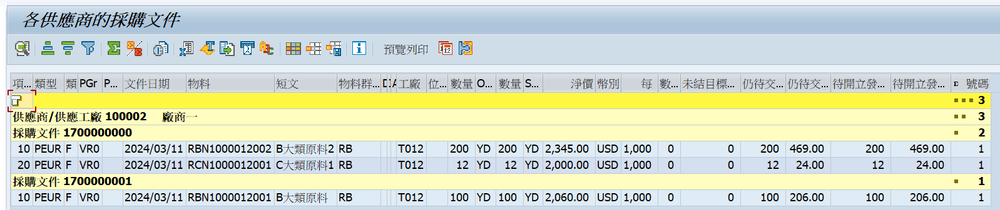 各供應商的採購文件
預覽列印
項... 類型 類 PGr P... 文件日期 物料 短文 物料群... D I A 工廠 位... 數量 O... 數量 S... 淨價 幣別 每 數... 未結目標... 仍待交... 仍待交... 待開立發... 待開立發... E 號碼
3
供應商/供應工廠 100002 廠商一 3
採購文件 1700000000 2
10 PEUR F VR0 2024/03/11 RBN1000012002 B大類原料2 RB T012 200 YD 200 YD 2,345.00 USD 1,000 0 0 200 469.00 200 469.00 1
20 PEUR F VR0 2024/03/11 RCN1000012001 C大類原料1 RB T012 12 YD 12 YD 2,000.00 USD 1,000 0 0 12 24.00 12 24.00 1
採購文件 1700000001 1
10 PEUR F VR0 2024/03/11 RBN1000012001 B大類原料 RB T012 100 YD 100 YD 2,060.00 USD 1,000 0 0 100 206.00 100 206.00 1